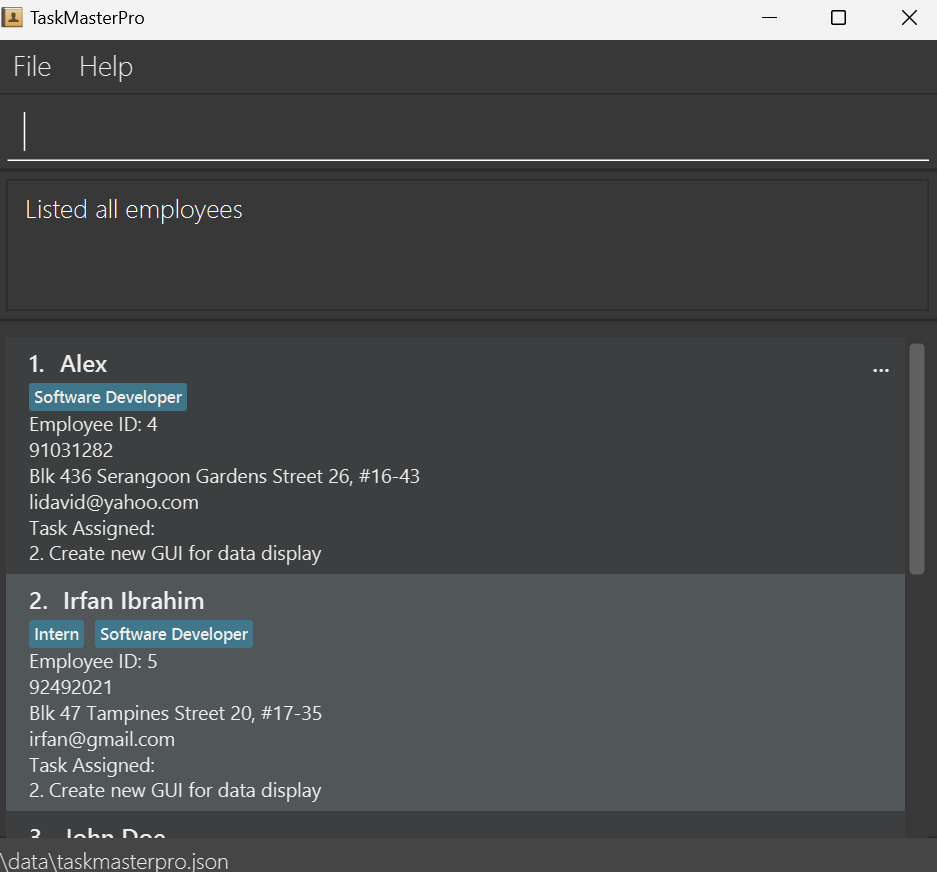 TaskMasterPro
File Help
Listed all employees
1. Alex
...
Software Developer
Employee ID: 4
91031282
Blk 436 Serangoon Gardens Street 26, #16-43
lidavid@yahoo.com
Task Assigned:
2. Create new GUI for data display
2. Irfan Ibrahim
Intern Software Developer
Employee ID: 5
92492021
Blk 47 Tampines Street 20, #17-35
irfan@gmail.com
Task Assigned:
2. Create new GUI for data display
3. John Doe
\data\taskmasterpro.json